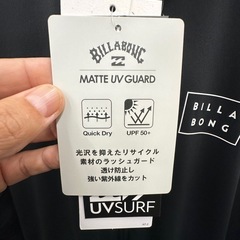 BILLABONG
MATTE UV GUARD
Quick Dry
UPF 50+
光沢を抑えたリサイクル
素材のラッシュガード
透け防止し
強い紫外線をカット
UVSURF
BILLA
BONG